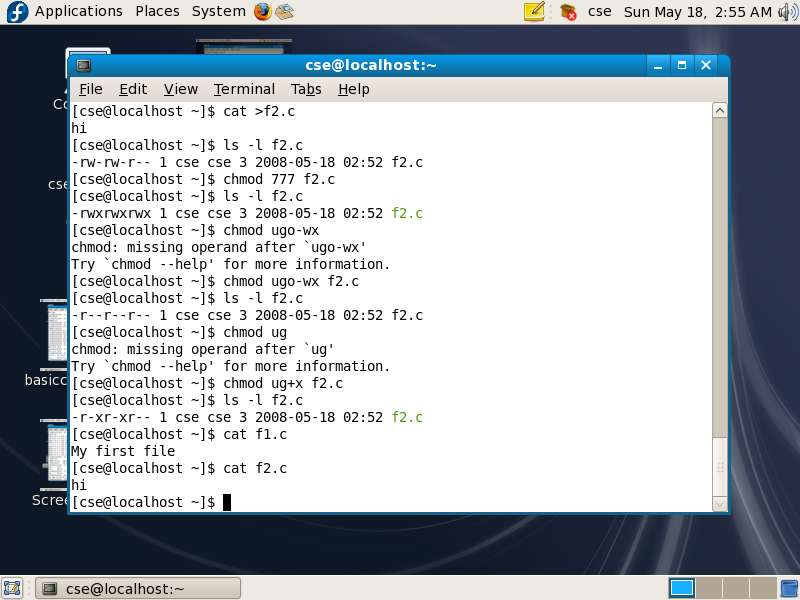 Applications Places System cse Sun May 18, 2:55 AM
cse@localhost:~
File Edit View Terminal Tabs Help
[cse@localhost ~]$ cat >f2.c
hi
[cse@localhost ~]$ ls -l f2.c
-rw-rw-r-- 1 cse cse 3 2008-05-18 02:52 f2.c
[cse@localhost ~]$ chmod 777 f2.c
[cse@localhost ~]$ ls -l f2.c
-rwxrwxrwx 1 cse cse 3 2008-05-18 02:52 f2.c
[cse@localhost ~]$ chmod ugo-wx
chmod: missing operand after `ugo-wx'
Try `chmod --help' for more information.
[cse@localhost ~]$ chmod ugo-wx f2.c
[cse@localhost ~]$ ls -l f2.c
-r--r--r-- 1 cse cse 3 2008-05-18 02:52 f2.c
[cse@localhost ~]$ chmod ug
chmod: missing operand after `ug'
Try `chmod --help' for more information.
[cse@localhost ~]$ chmod ug+x f2.c
[cse@localhost ~]$ ls -l f2.c
-r-xr-xr-- 1 cse cse 3 2008-05-18 02:52 f2.c
[cse@localhost ~]$ cat f1.c
My first file
[cse@localhost ~]$ cat f2.c
hi
[cse@localhost ~]$
Co
cse
basicc
Scree
cse@localhost:~